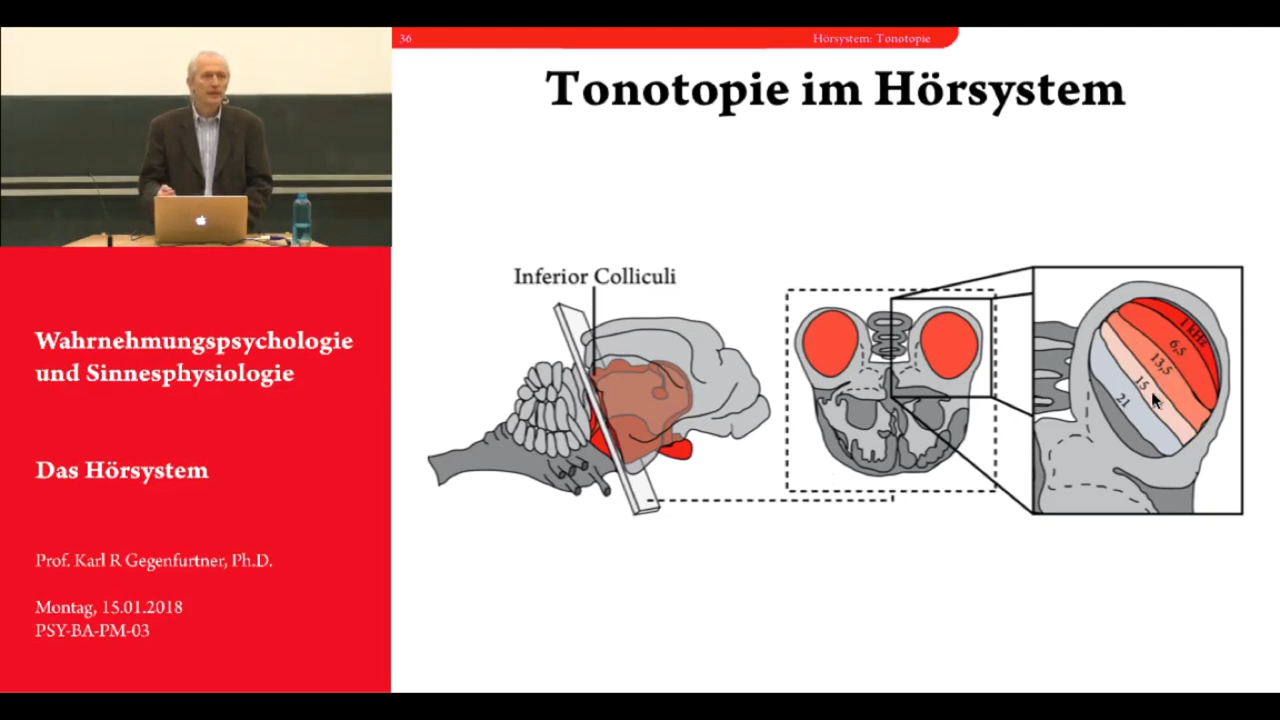 36
Hörsystem: Tonotopie
Tonotopie im Hörsystem
Inferior Colliculi
1 kHz
6,5
13,5
15
21
Wahrnehmungspsychologie
und Sinnesphysiologie
Das Hörsystem
Prof. Karl R Gegenfurtner, Ph.D.
Montag, 15.01.2018
PSY-BA-PM-03